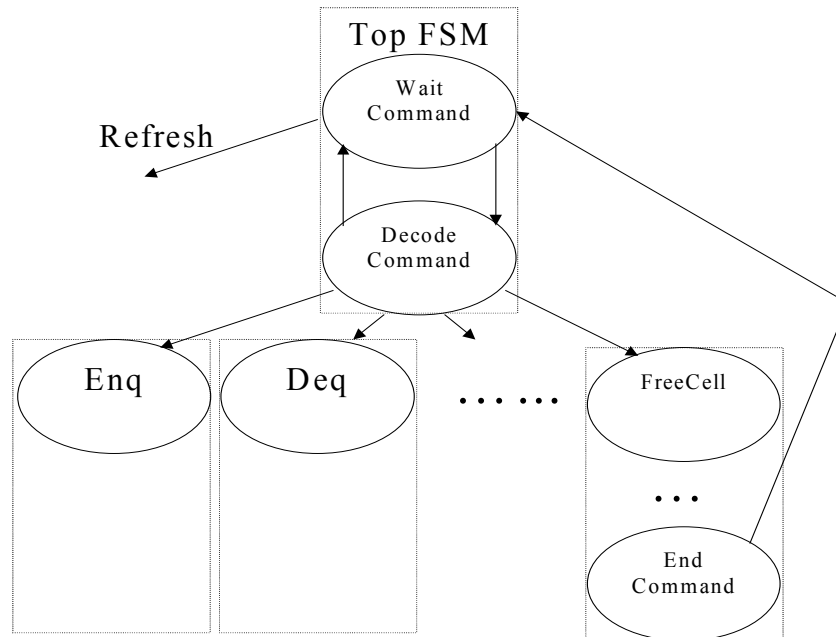 Top FSM
Wait
Command
Refresh
Decode
Command
Enq
Deq
... ...
FreeCell
...
End
Command